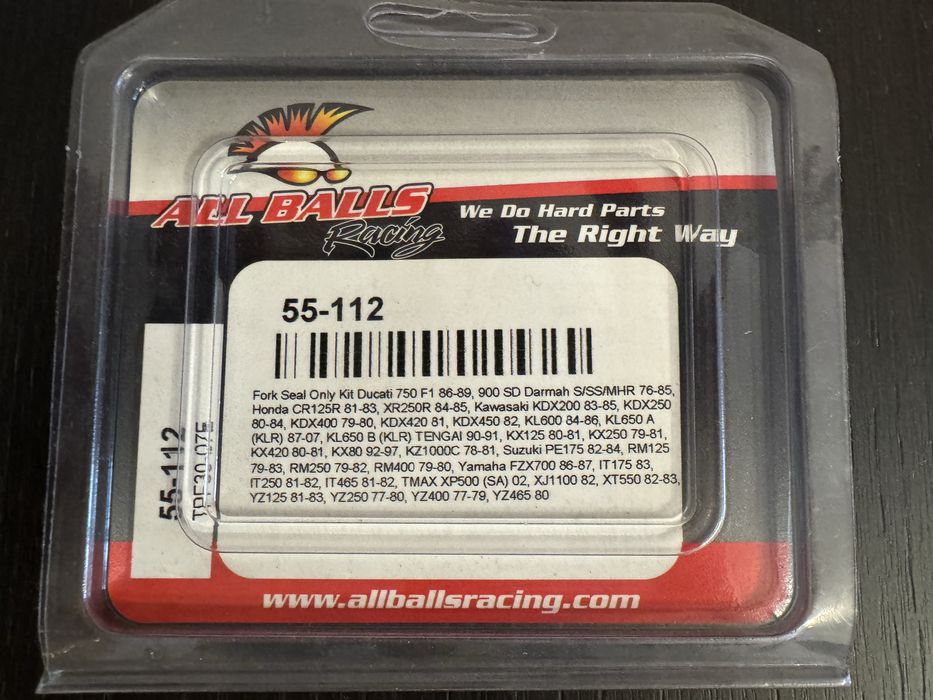 ALL BALLS
Racing
We Do Hard Parts
The Right Way
55-112
Fork Seal Only Kit Ducati 750 F1 86-89, 900 SD Darmah S/SS/MHR 76-85,
Honda CR125R 81-83, XR250R 84-85, Kawasaki KDX200 83-85, KDX250
80-84, KDX400 79-80, KDX420 81, KDX450 82, KL600 84-86, KL650 A
(KLR) 87-07, KL650 B (KLR) TENGAI 90-91, KX125 80-81, KX250 79-81,
KX420 80-81, KX80 92-97, KZ1000C 78-81, Suzuki PE175 82-84, RM125
79-83, RM250 79-82, RM400 79-80, Yamaha FZX700 86-87, IT175 83,
IT250 81-82, IT465 81-82, TMAX XP500 (SA) 02, XJ1100 82, XT550 82-83,
YZ125 81-83, YZ250 77-80, YZ400 77-79, YZ465 80
55-112
www.allballsracing.com